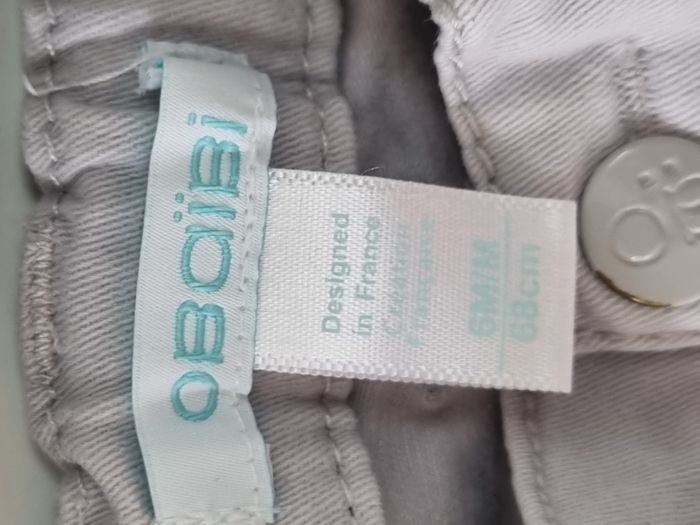 OBAÏBI
Designed
in France
Création
Française
6M/M
68cm